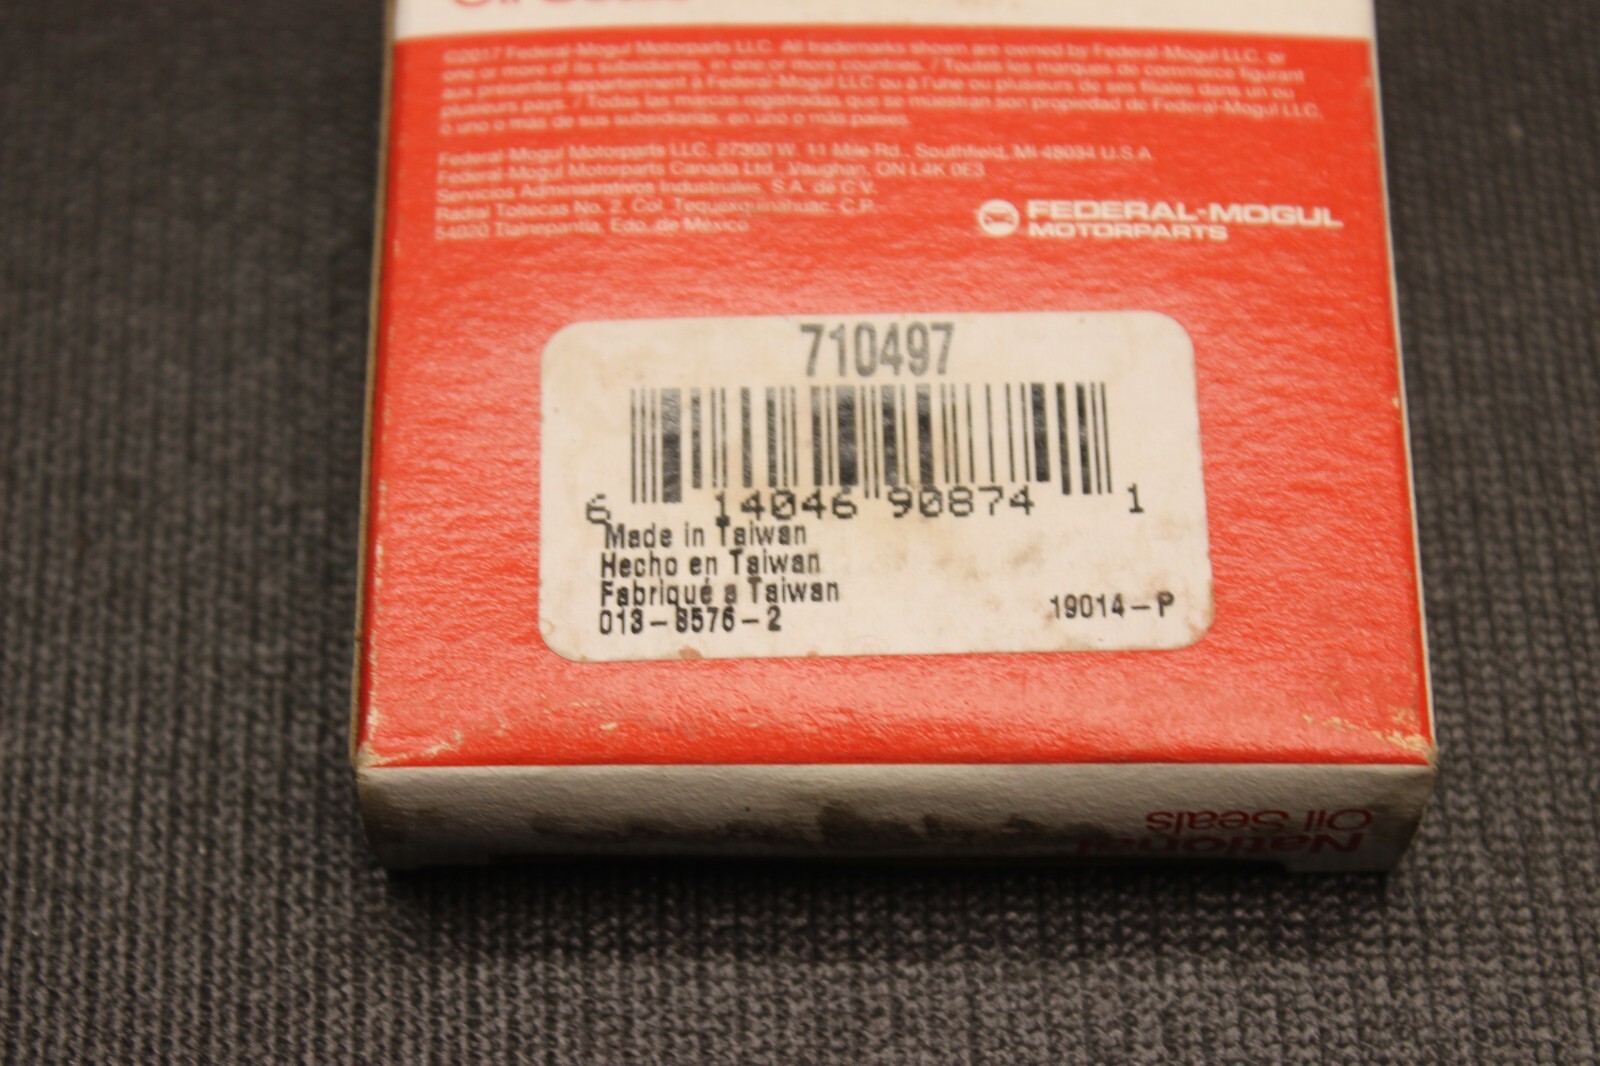 Oil Seals
©2017 Federal-Mogul Motorparts LLC. All trademarks shown are owned by Federal-Mogul LLC, or
one or more of its subsidiaries, in one or more countries. / Toutes les marques de commerce figurant
aux présentes appartiennent à Federal-Mogul LLC ou à l'une ou plusieurs de ses filiales dans un ou
plusieurs pays. / Todas las marcas registradas que se muestran son propiedad de Federal-Mogul LLC,
o uno o más de sus subsidiarias, en uno o más países.
Federal-Mogul Motorparts LLC. 27300 W. 11 Mile Rd., Southfield, MI 48034 U.S.A
Federal-Mogul Motorparts Canada Ltd., Vaughan, ON L4K 0E3
Servicios Administrativos Industriales, S.A. de C.V.
Radial Toltecas No. 2, Col. Tequexquinahuac, C.P.
54020 Tlalnepantla, Edo. de México
FEDERAL-MOGUL
MOTORPARTS
710497
6 14046 90874 1
Made in Taiwan
Hecho en Taiwan
Fabriqué a Taiwan
013-8576-2
19014-P
National
Oil Seals